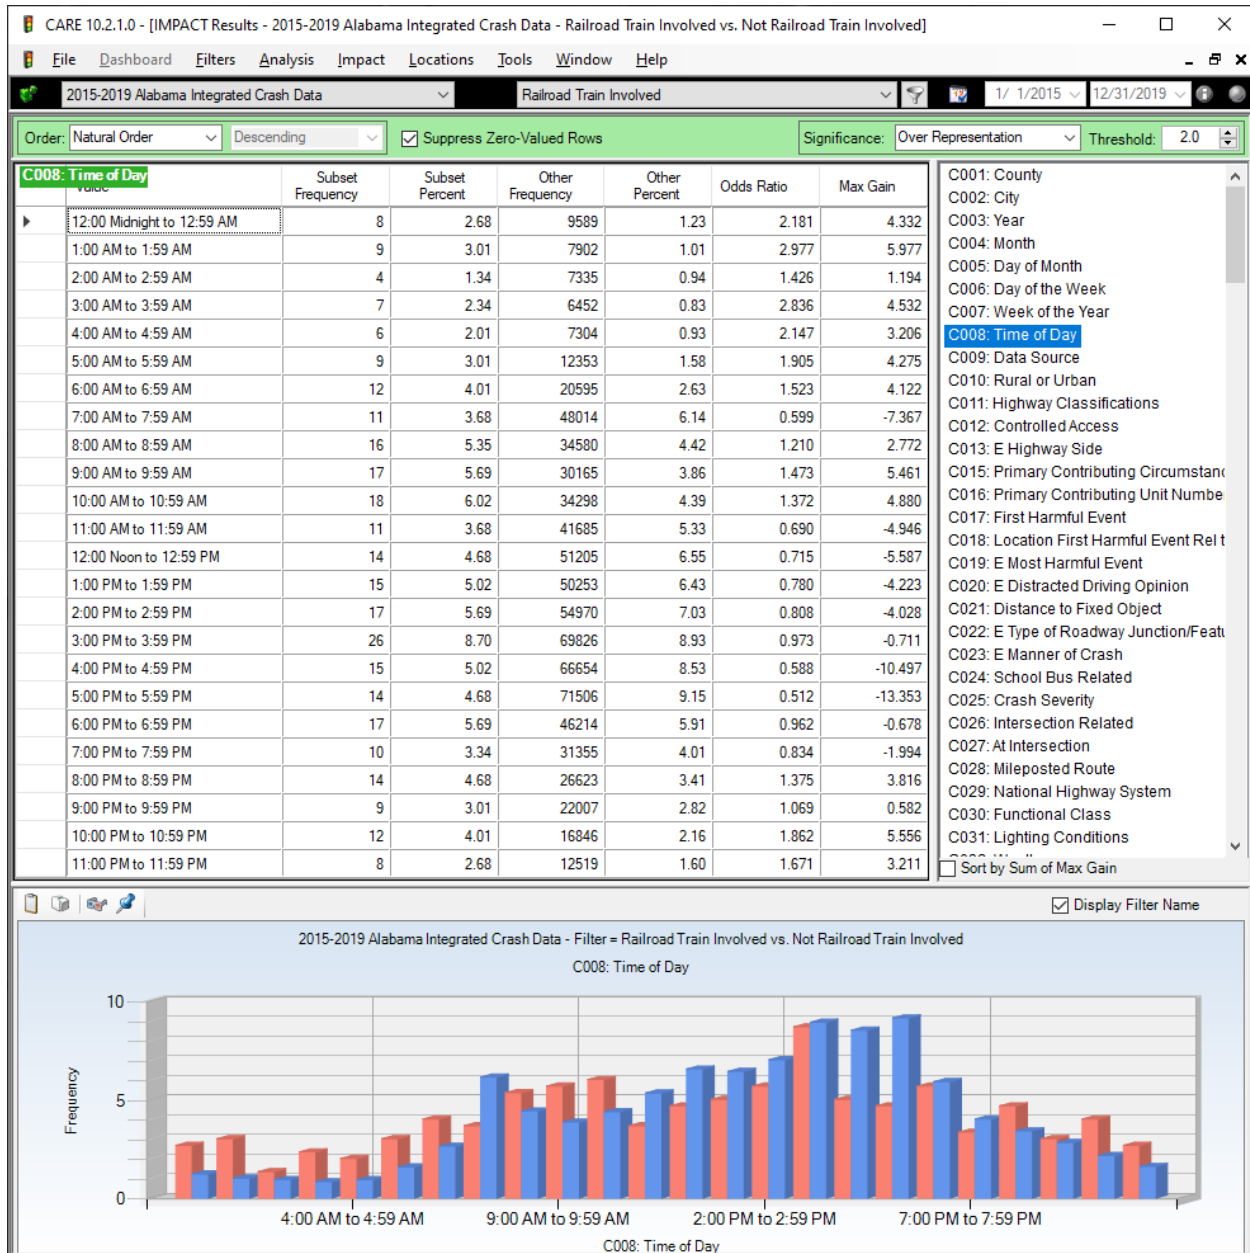 CARE 10.2.1.0 - [IMPACT Results - 2015-2019 Alabama Integrated Crash Data - Railroad Train Involved vs. Not Railroad Train Involved]
File Dashboard Filters Analysis Impact Locations Tools Window Help
2015-2019 Alabama Integrated Crash Data Railroad Train Involved 1/ 1/2015 12/31/2019
Order: Natural Order Descending Suppress Zero-Valued Rows Significance: Over Representation Threshold: 2.0
C008: Time of Day
Subset Frequency Subset Percent Other Frequency Other Percent Odds Ratio Max Gain
12:00 Midnight to 12:59 AM 8 2.68 9589 1.23 2.181 4.332
1:00 AM to 1:59 AM 9 3.01 7902 1.01 2.977 5.977
2:00 AM to 2:59 AM 4 1.34 7335 0.94 1.426 1.194
3:00 AM to 3:59 AM 7 2.34 6452 0.83 2.836 4.532
4:00 AM to 4:59 AM 6 2.01 7304 0.93 2.147 3.206
5:00 AM to 5:59 AM 9 3.01 12353 1.58 1.905 4.275
6:00 AM to 6:59 AM 12 4.01 20595 2.63 1.523 4.122
7:00 AM to 7:59 AM 11 3.68 48014 6.14 0.599 -7.367
8:00 AM to 8:59 AM 16 5.35 34580 4.42 1.210 2.772
9:00 AM to 9:59 AM 17 5.69 30165 3.86 1.473 5.461
10:00 AM to 10:59 AM 18 6.02 34298 4.39 1.372 4.880
11:00 AM to 11:59 AM 11 3.68 41685 5.33 0.690 -4.946
12:00 Noon to 12:59 PM 14 4.68 51205 6.55 0.715 -5.587
1:00 PM to 1:59 PM 15 5.02 50253 6.43 0.780 -4.223
2:00 PM to 2:59 PM 17 5.69 54970 7.03 0.808 -4.028
3:00 PM to 3:59 PM 26 8.70 69826 8.93 0.973 -0.711
4:00 PM to 4:59 PM 15 5.02 66654 8.53 0.588 -10.497
5:00 PM to 5:59 PM 14 4.68 71506 9.15 0.512 -13.353
6:00 PM to 6:59 PM 17 5.69 46214 5.91 0.962 -0.678
7:00 PM to 7:59 PM 10 3.34 31355 4.01 0.834 -1.994
8:00 PM to 8:59 PM 14 4.68 26623 3.41 1.375 3.816
9:00 PM to 9:59 PM 9 3.01 22007 2.82 1.069 0.582
10:00 PM to 10:59 PM 12 4.01 16846 2.16 1.862 5.556
11:00 PM to 11:59 PM 8 2.68 12519 1.60 1.671 3.211
C001: County
C002: City
C003: Year
C004: Month
C005: Day of Month
C006: Day of the Week
C007: Week of the Year
C008: Time of Day
C009: Data Source
C010: Rural or Urban
C011: Highway Classifications
C012: Controlled Access
C013: E Highway Side
C015: Primary Contributing Circumstanc
C016: Primary Contributing Unit Numbe
C017: First Harmful Event
C018: Location First Harmful Event Rel t
C019: E Most Harmful Event
C020: E Distracted Driving Opinion
C021: Distance to Fixed Object
C022: E Type of Roadway Junction/Featu
C023: E Manner of Crash
C024: School Bus Related
C025: Crash Severity
C026: Intersection Related
C027: At Intersection
C028: Mileposted Route
C029: National Highway System
C030: Functional Class
C031: Lighting Conditions
Sort by Sum of Max Gain
Display Filter Name
2015-2019 Alabama Integrated Crash Data - Filter = Railroad Train Involved vs. Not Railroad Train Involved
C008: Time of Day
Frequency
10
5
0
4:00 AM to 4:59 AM 9:00 AM to 9:59 AM 2:00 PM to 2:59 PM 7:00 PM to 7:59 PM
C008: Time of Day